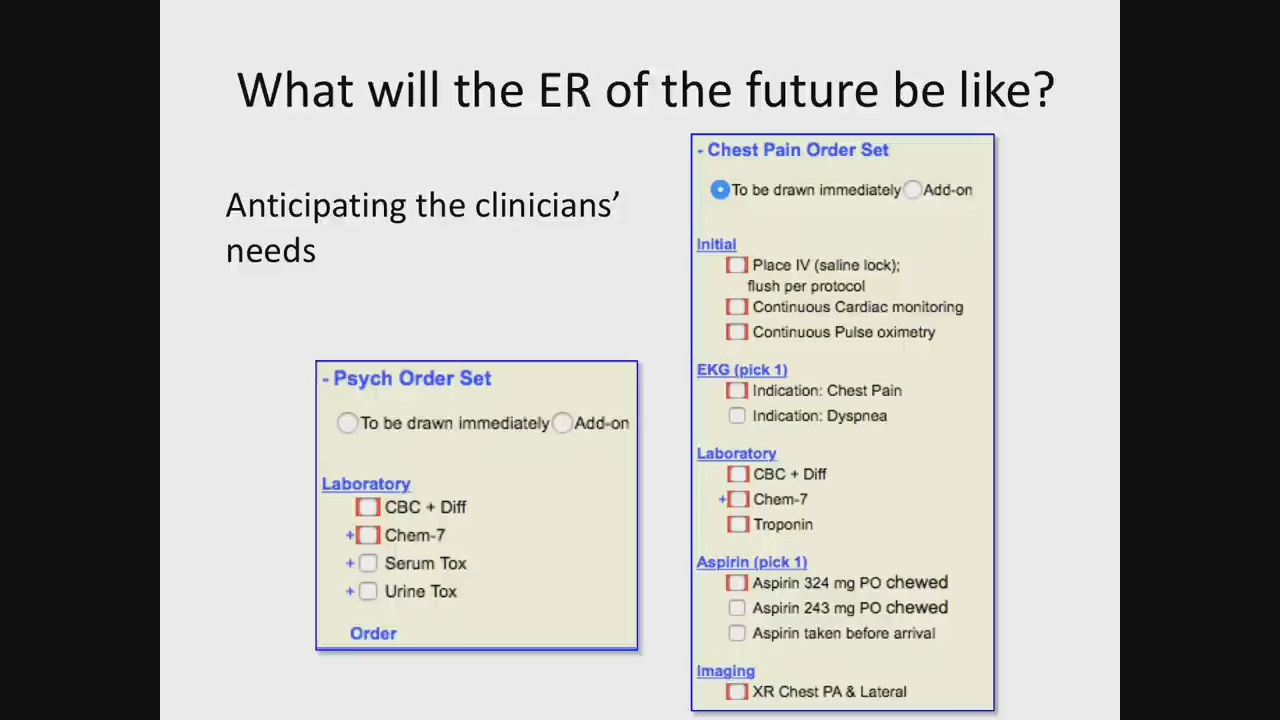 What will the ER of the future be like?
Anticipating the clinicians’
needs
- Psych Order Set
To be drawn immediately Add-on
Laboratory
CBC + Diff
+ Chem-7
+ Serum Tox
+ Urine Tox
Order
- Chest Pain Order Set
To be drawn immediately Add-on
Initial
Place IV (saline lock);
flush per protocol
Continuous Cardiac monitoring
Continuous Pulse oximetry
EKG (pick 1)
Indication: Chest Pain
Indication: Dyspnea
Laboratory
CBC + Diff
+ Chem-7
Troponin
Aspirin (pick 1)
Aspirin 324 mg PO chewed
Aspirin 243 mg PO chewed
Aspirin taken before arrival
Imaging
XR Chest PA & Lateral